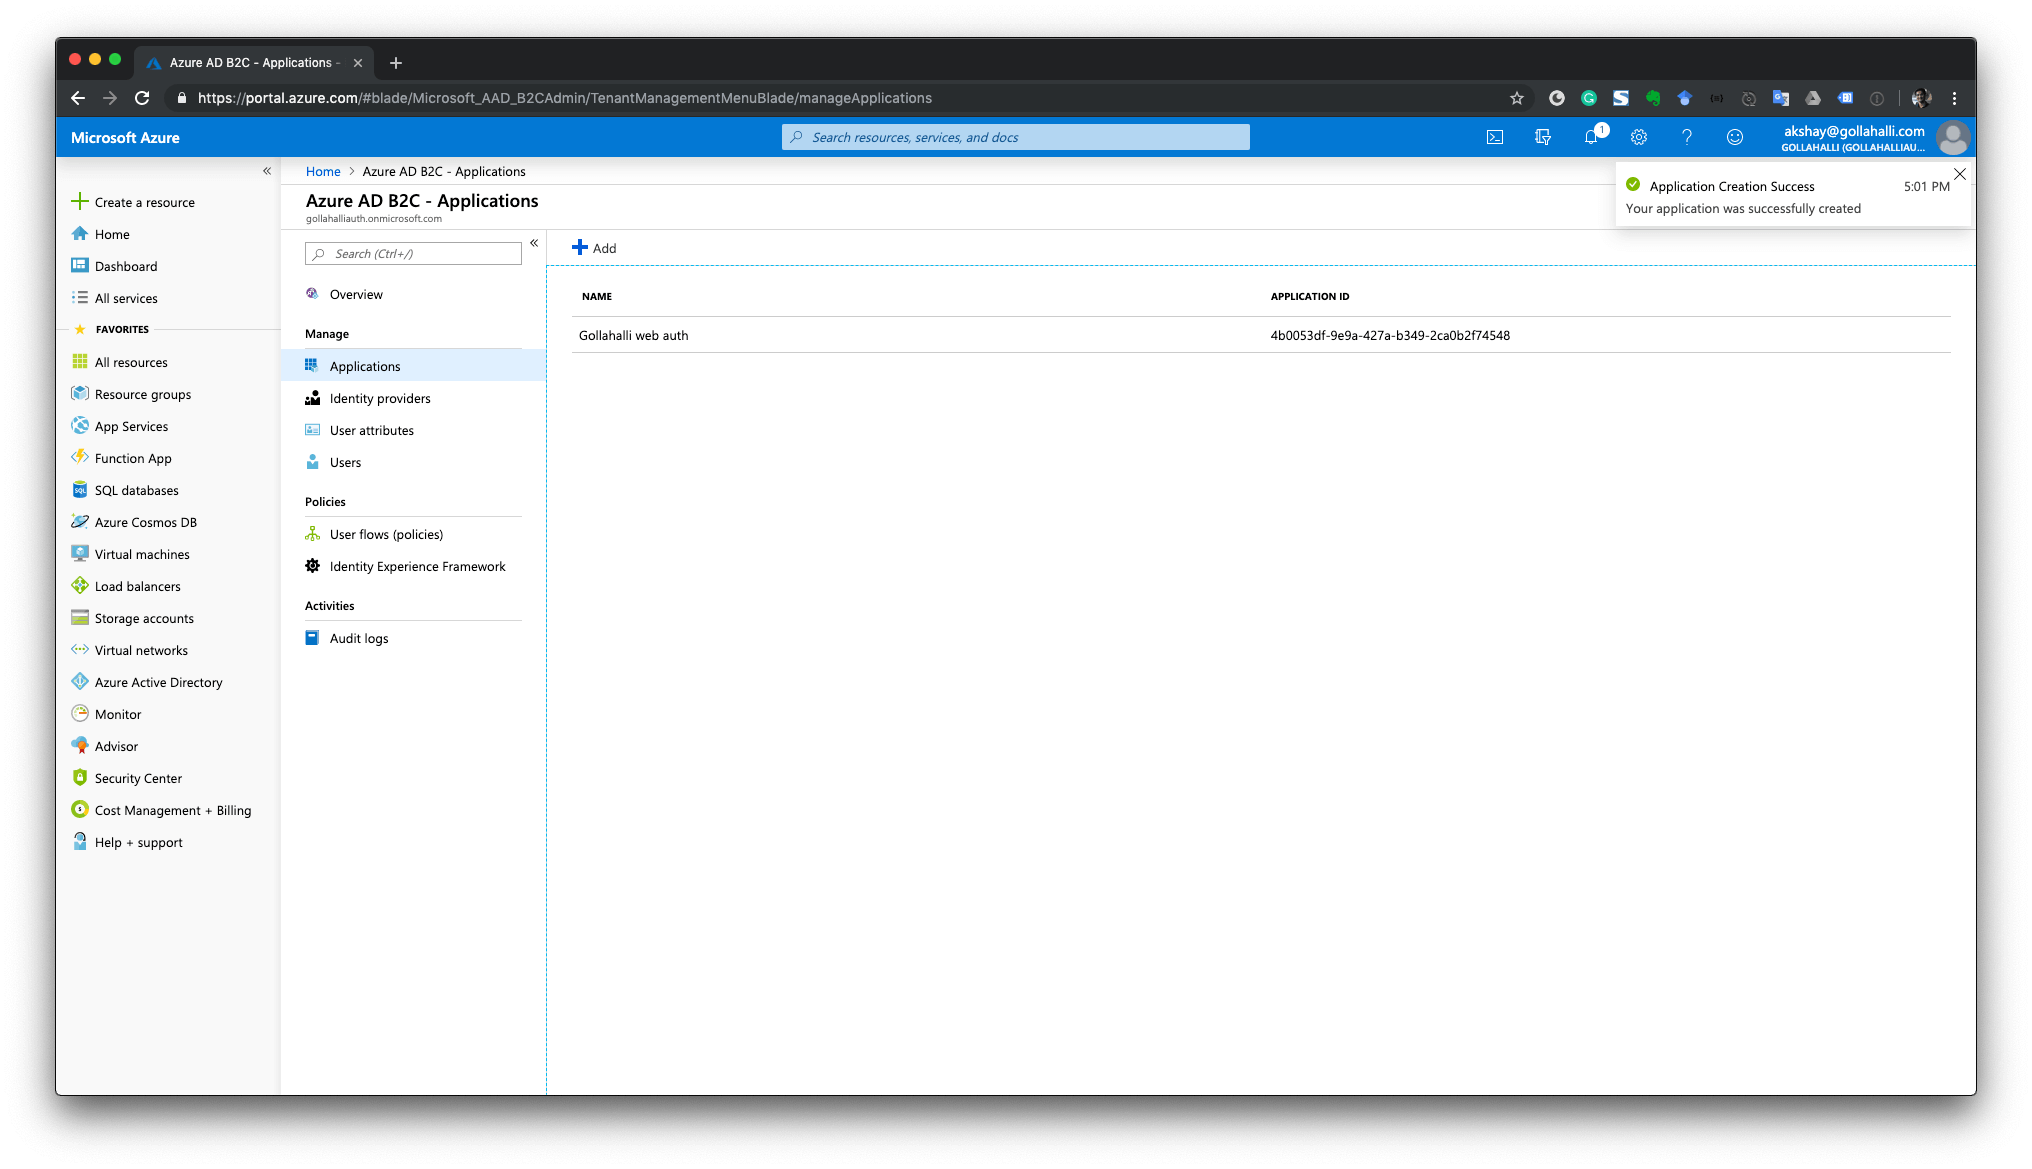 Azure AD B2C - Applications -
https://portal.azure.com/#blade/Microsoft_AAD_B2CAdmin/TenantManagementMenuBlade/manageApplications
Microsoft Azure
Search resources, services, and docs
1
akshay@gollahalli.com
GOLLAHALLI (GOLLAHALLIAU...
Home > Azure AD B2C - Applications
Azure AD B2C - Applications
gollahalliauth.onmicrosoft.com
Application Creation Success
5:01 PM
Your application was successfully created
Create a resource
Home
Dashboard
All services
FAVORITES
All resources
Resource groups
App Services
Function App
SQL databases
Azure Cosmos DB
Virtual machines
Load balancers
Storage accounts
Virtual networks
Azure Active Directory
Monitor
Advisor
Security Center
Cost Management + Billing
Help + support
Search (Ctrl+/)
Overview
Manage
Applications
Identity providers
User attributes
Users
Policies
User flows (policies)
Identity Experience Framework
Activities
Audit logs
Add
NAME
APPLICATION ID
Gollahalli web auth
4b0053df-9e9a-427a-b349-2ca0b2f74548